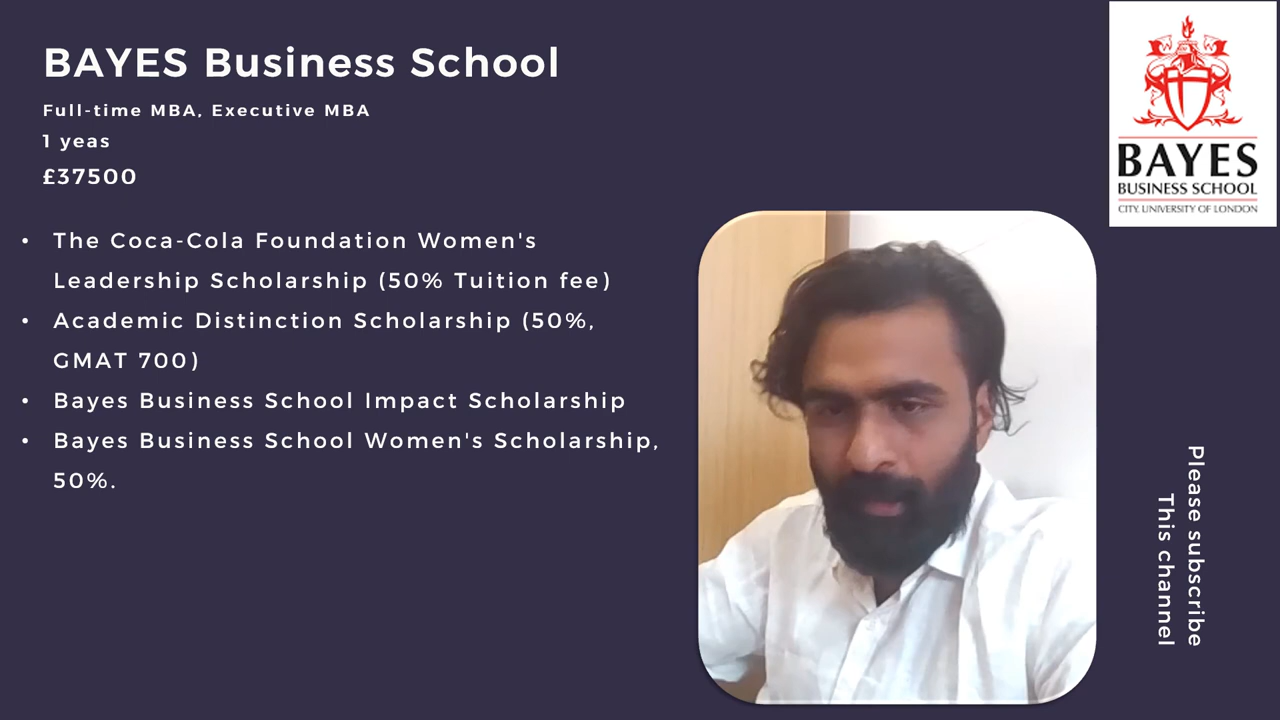 BAYES Business School
Full-time MBA, Executive MBA
1 yeas
£37500
• The Coca-Cola Foundation Women's
Leadership Scholarship (50% Tuition fee)
• Academic Distinction Scholarship (50%,
GMAT 700)
• Bayes Business School Impact Scholarship
• Bayes Business School Women's Scholarship,
50%.
BAYES
BUSINESS SCHOOL
CITY, UNIVERSITY OF LONDON
Please subscribe
This channel